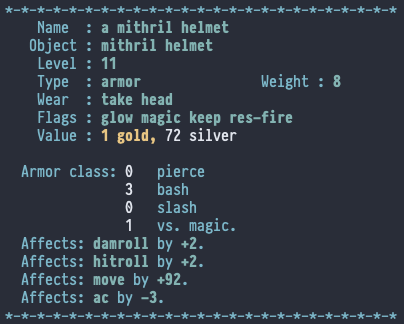 *-*-*-*-*-*-*-*-*-*-*-*-*-*-*-*-*-*-*-*-*-*-*-*-*
Name : a mithril helmet
Object : mithril helmet
Level : 11
Type : armor Weight : 8
Wear : take head
Flags : glow magic keep res-fire
Value : 1 gold, 72 silver
Armor class: 0 pierce
3 bash
0 slash
1 vs. magic.
Affects: damroll by +2.
Affects: hitroll by +2.
Affects: move by +92.
Affects: ac by -3.
*-*-*-*-*-*-*-*-*-*-*-*-*-*-*-*-*-*-*-*-*-*-*-*-*